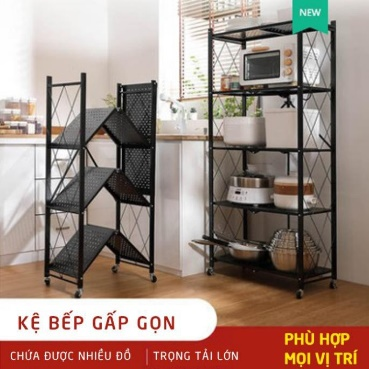 NEW
KỆ BẾP GẤP GỌN
CHỨA ĐƯỢC NHIỀU ĐỒ | TRỌNG TẢI LỚN
PHÙ HỢP
MỌI VỊ TRÍ